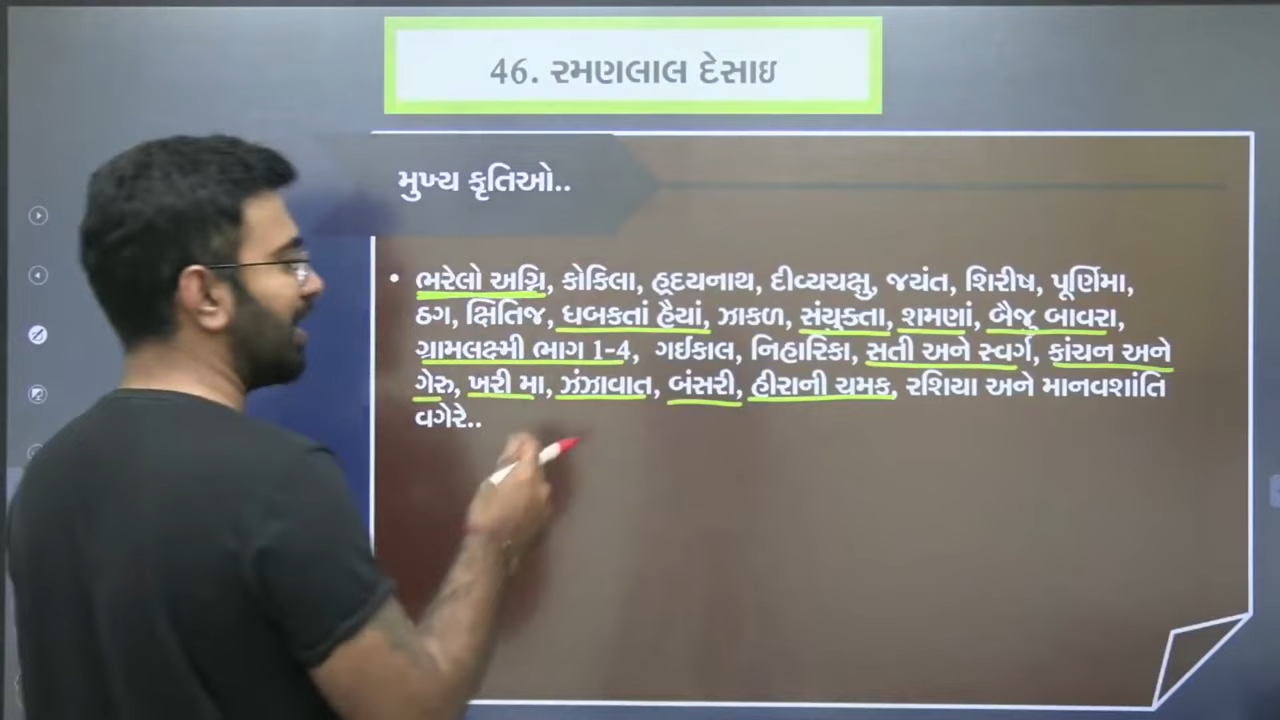 46. રમણલાલ દેસાઇ
મુખ્ય કૃતિઓ..
• ભરેલો અગ્નિ, કોકિલા, હૃદયનાથ, દીવ્યચક્ષુ, જયંત, શિરીષ, પૂર્ણિમા,
ઠગ, ક્ષિતિજ, ધબકતાં હૈયાં, ઝાકળ, સંયુક્તા, શમણાં, બૈજુ બાવરા,
ગ્રામલક્ષ્મી ભાગ 1-4, ગઈકાલ, નિહારિકા, સતી અને સ્વર્ગ, કાંચન અને
ગેરુ, ખરી મા, ઝંઝાવાત, બંસરી, હીરાની ચમક, રશિયા અને માનવશાંતિ
વગેરે..